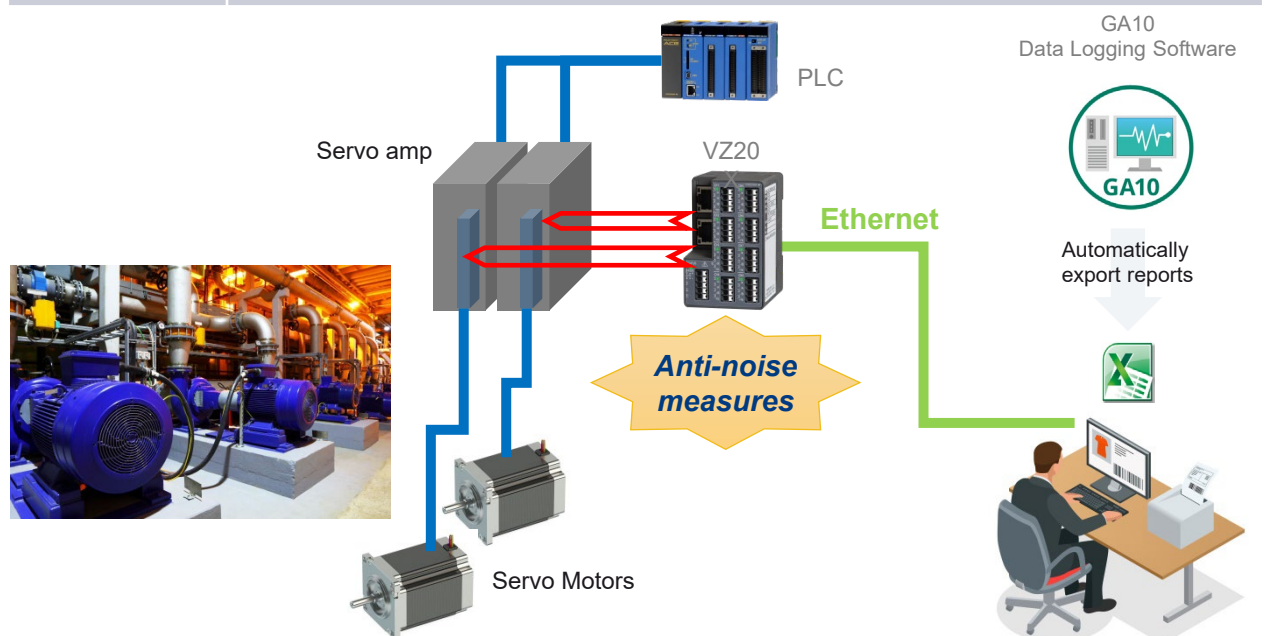 GA10
Data Logging Software
PLC
Servo amp
VZ20
Ethernet
GA10
Automatically
export reports
Anti-noise
measures
Servo Motors